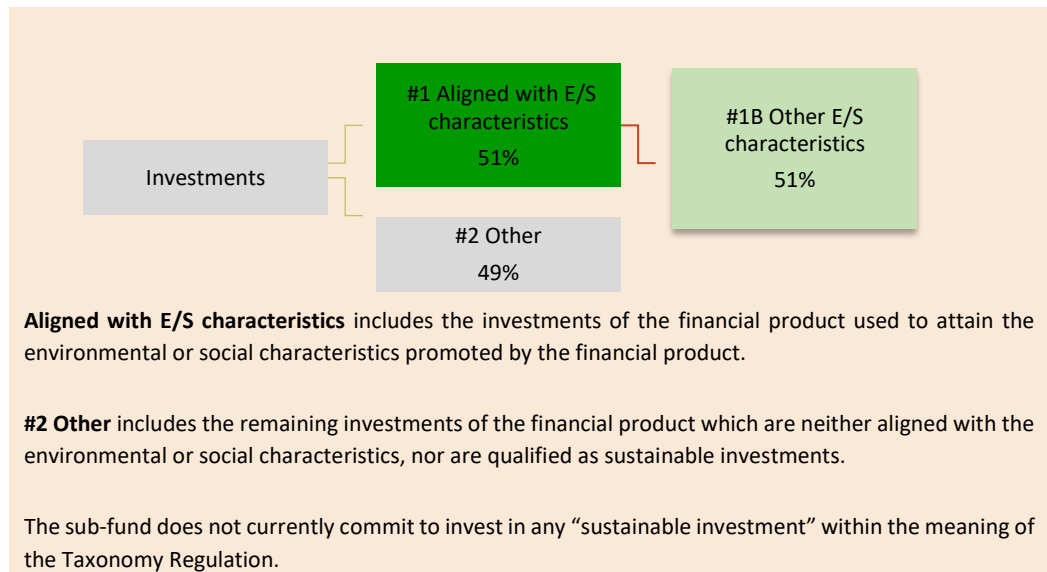 #1 Aligned with E/S
characteristics
51%
#1B Other E/S
characteristics
51%
Investments
#2 Other
49%
Aligned with E/S characteristics includes the investments of the financial product used to attain the
environmental or social characteristics promoted by the financial product.
#2 Other includes the remaining investments of the financial product which are neither aligned with the
environmental or social characteristics, nor are qualified as sustainable investments.
The sub-fund does not currently commit to invest in any “sustainable investment” within the meaning of
the Taxonomy Regulation.